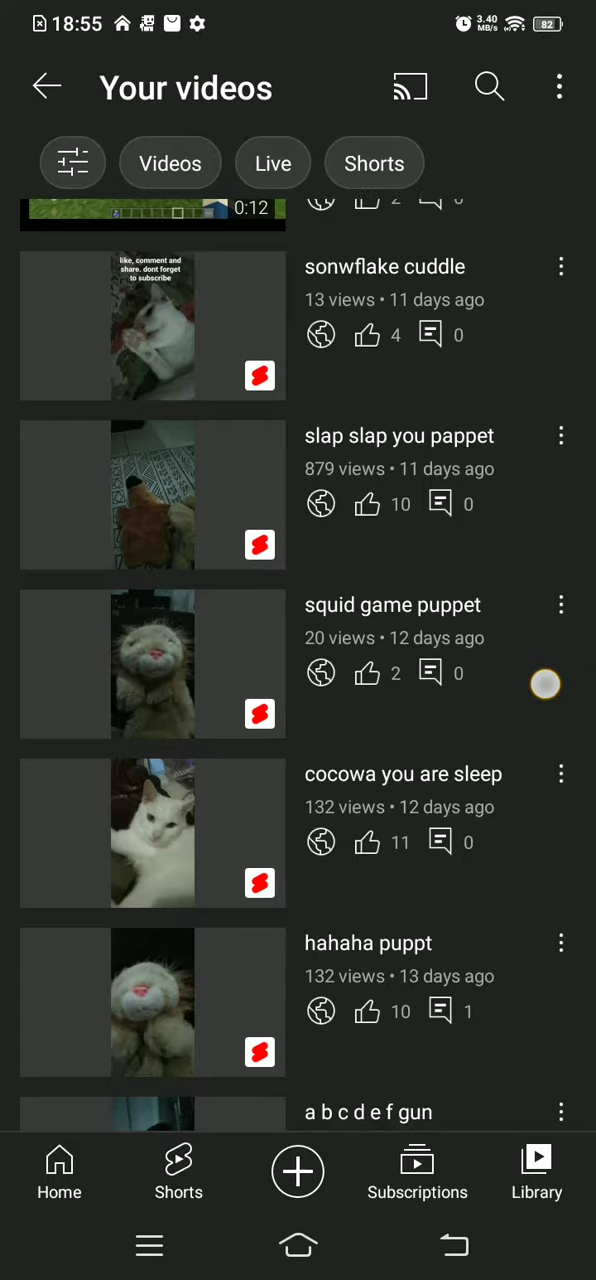 18:55
3.40
MB/s
82
Your videos
Videos
Live
Shorts
0:12
2
0
like, comment and
share. dont forget
to subscribe
sonwflake cuddle
13 views • 11 days ago
4
0
slap slap you pappet
879 views • 11 days ago
10
0
squid game puppet
20 views • 12 days ago
2
0
cocowa you are sleep
132 views • 12 days ago
11
0
hahaha puppt
132 views • 13 days ago
10
1
a b c d e f gun
Home
Shorts
Subscriptions
Library